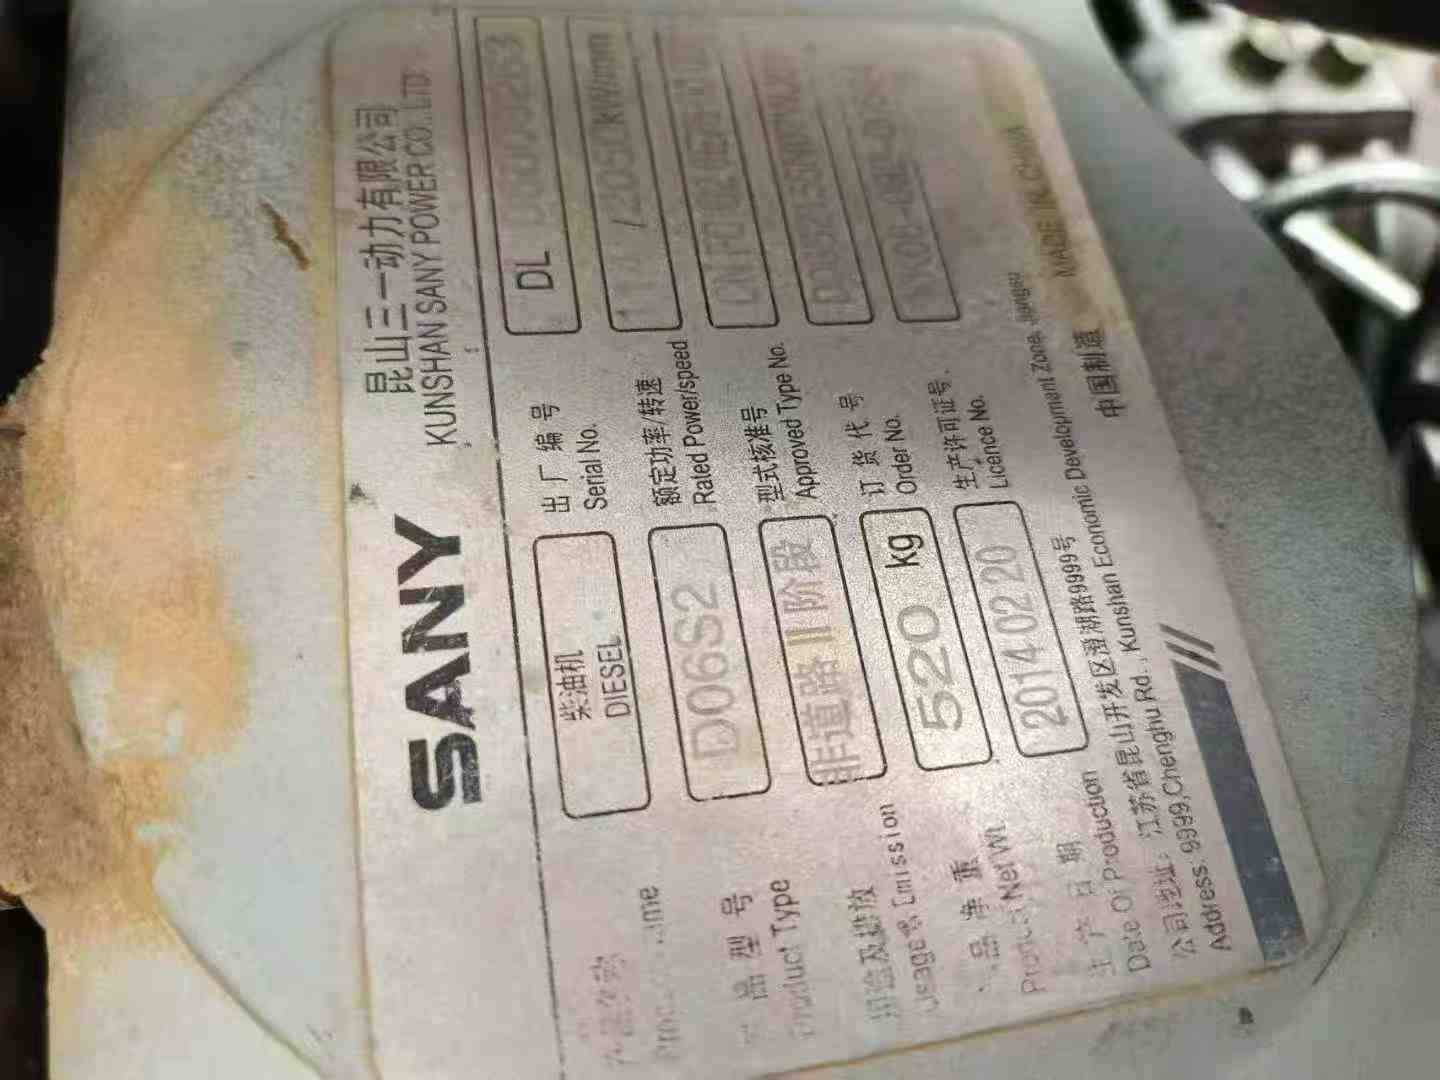 SANY
昆山三一动力有限公司
KUNSHAN SANY POWER CO., LTD.
柴油机
DIESEL
出厂编号
Serial No.
DL
产品型号
Product Type
D06S2
额定功率/转速
Rated Power/speed
/2050kW/rpm
用途及排放
Usage & Emission
非道路II阶段
型式核准号
Approved Type No.
产品净重
Product Net Wt.
520 kg
订货代号
Order No.
生产日期
Date Of Production
2014 02 20
生产许可证号
Licence No.
公司地址: 江苏省昆山开发区澄湖路9999号
Address: 9999,Chenghu Rd., Kunshan Economic Development Zone, Jiangsu
中国制造 MADE IN CHINA